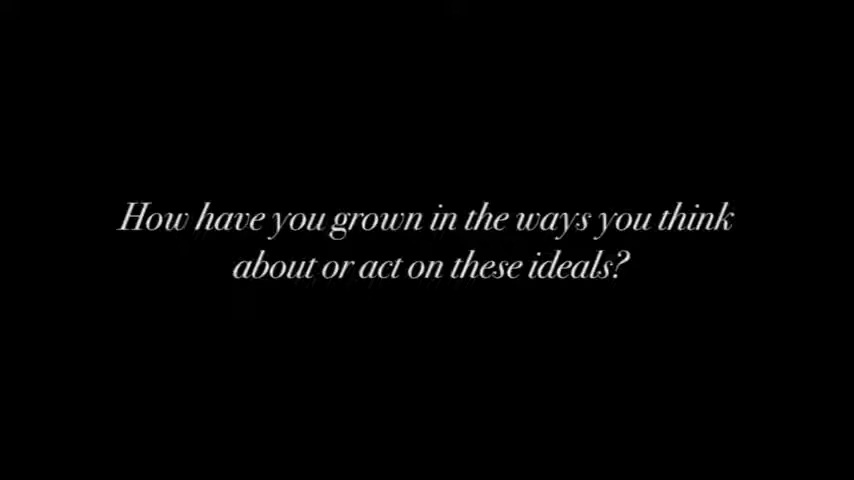 How have you grown in the ways you think
about or act on these ideals?